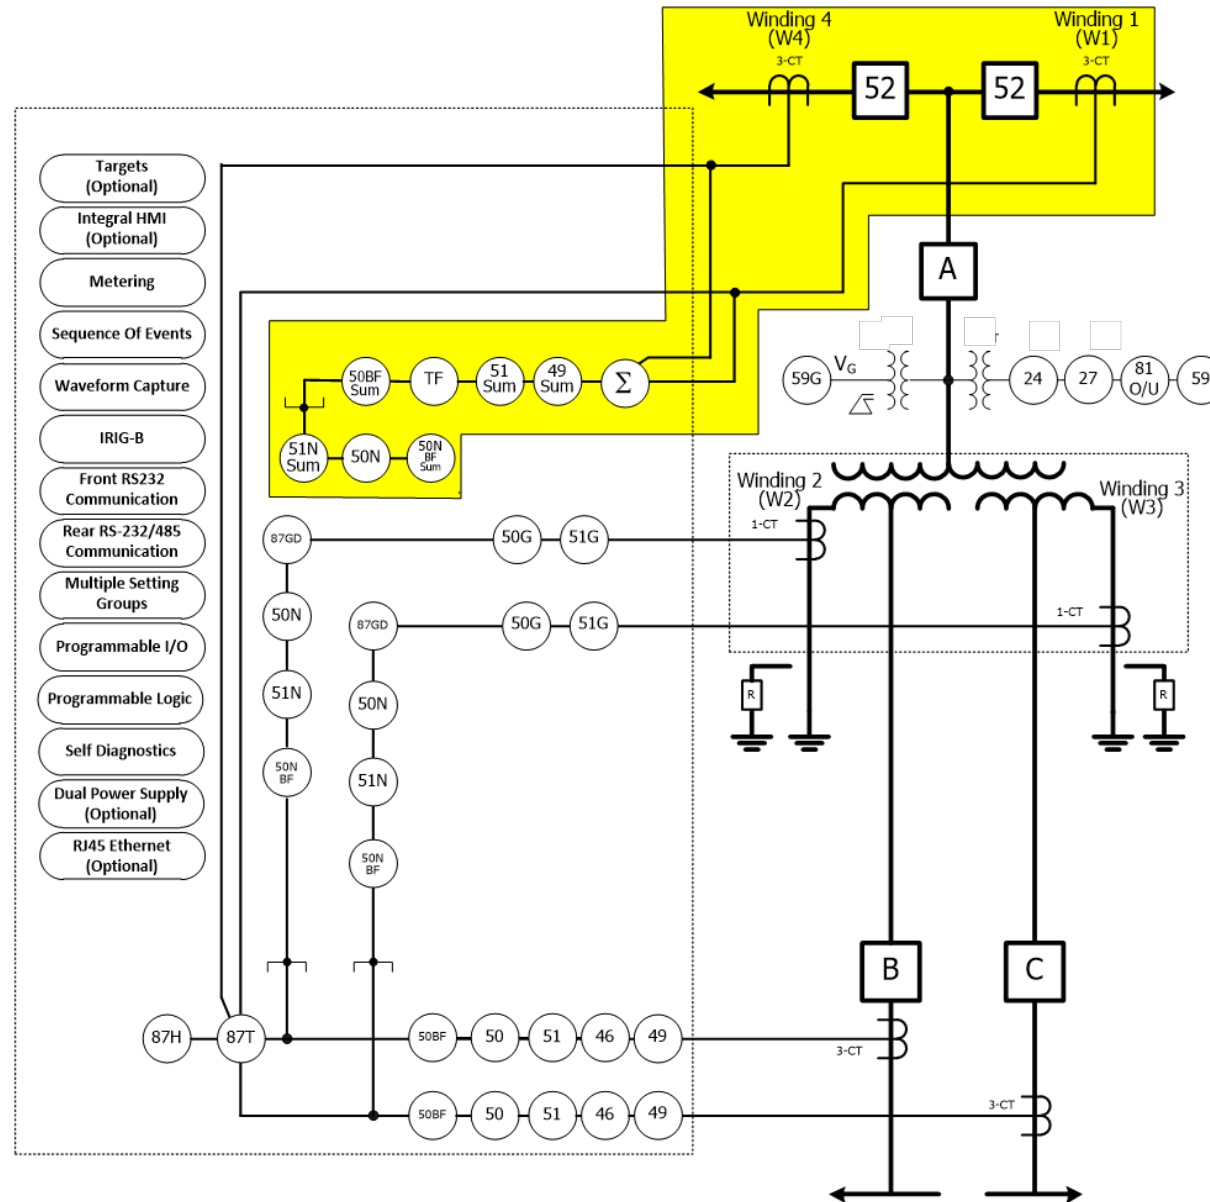 Winding 4
(W4)
3-CT
Winding 1
(W1)
3-CT
52
52
Targets
(Optional)
Integral HMI
(Optional)
Metering
Sequence Of Events
Waveform Capture
IRIG-B
Front RS232
Communication
Rear RS-232/485
Communication
Multiple Setting
Groups
Programmable I/O
Programmable Logic
Self Diagnostics
Dual Power Supply
(Optional)
RJ45 Ethernet
(Optional)
A
50BF
Sum
TF
51
Sum
49
Sum
Σ
59G
VG
24
27
81
O/U
59
51N
Sum
50N
50N
BF
Sum
Winding 2
(W2)
1-CT
Winding 3
(W3)
1-CT
87GD
50G
51G
50N
51N
50N
BF
87GD
50G
51G
50N
51N
50N
BF
R
R
B
C
87H
87T
50BF
50
51
46
49
3-CT
50BF
50
51
46
49
3-CT